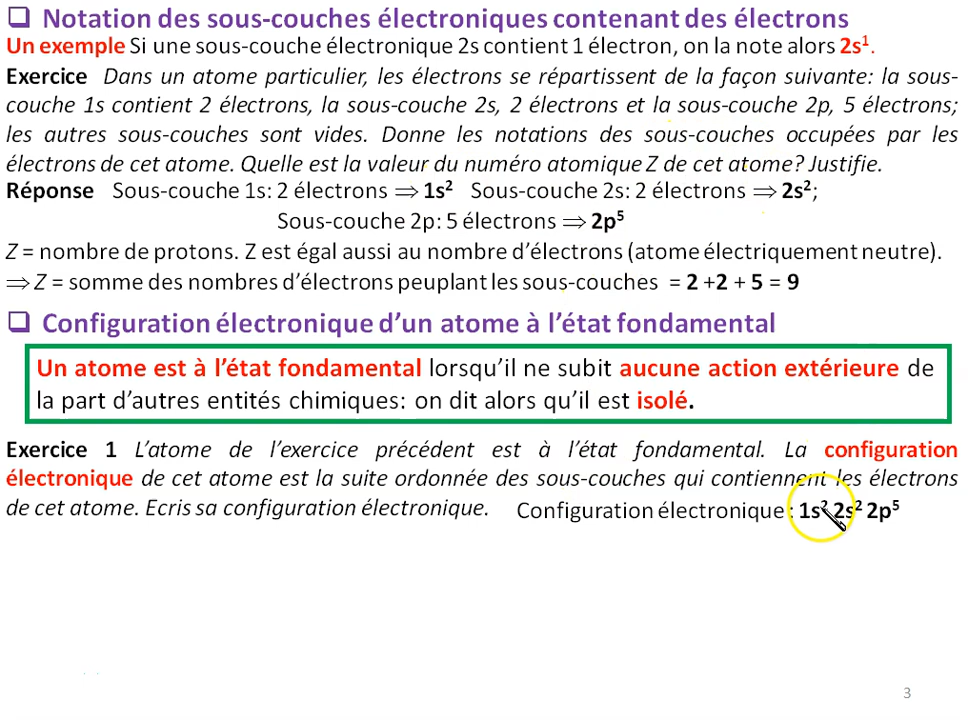 ❑ Notation des sous-couches électroniques contenant des électrons
Un exemple Si une sous-couche électronique 2s contient 1 électron, on la note alors 2s¹.
Exercice Dans un atome particulier, les électrons se répartissent de la façon suivante: la sous-
couche 1s contient 2 électrons, la sous-couche 2s, 2 électrons et la sous-couche 2p, 5 électrons;
les autres sous-couches sont vides. Donne les notations des sous-couches occupées par les
électrons de cet atome. Quelle est la valeur du numéro atomique Z de cet atome? Justifie.
Réponse Sous-couche 1s: 2 électrons ⇒ 1s² Sous-couche 2s: 2 électrons ⇒ 2s²;
Sous-couche 2p: 5 électrons ⇒ 2p⁵
Z = nombre de protons. Z est égal aussi au nombre d’électrons (atome électriquement neutre).
⇒ Z = somme des nombres d’électrons peuplant les sous-couches = 2 +2 + 5 = 9
❑ Configuration électronique d’un atome à l’état fondamental
Un atome est à l’état fondamental lorsqu’il ne subit aucune action extérieure de
la part d’autres entités chimiques: on dit alors qu’il est isolé.
Exercice 1 L’atome de l’exercice précédent est à l’état fondamental. La configuration
électronique de cet atome est la suite ordonnée des sous-couches qui contiennent les électrons
de cet atome. Ecris sa configuration électronique. Configuration électronique : 1s² 2s² 2p⁵
3